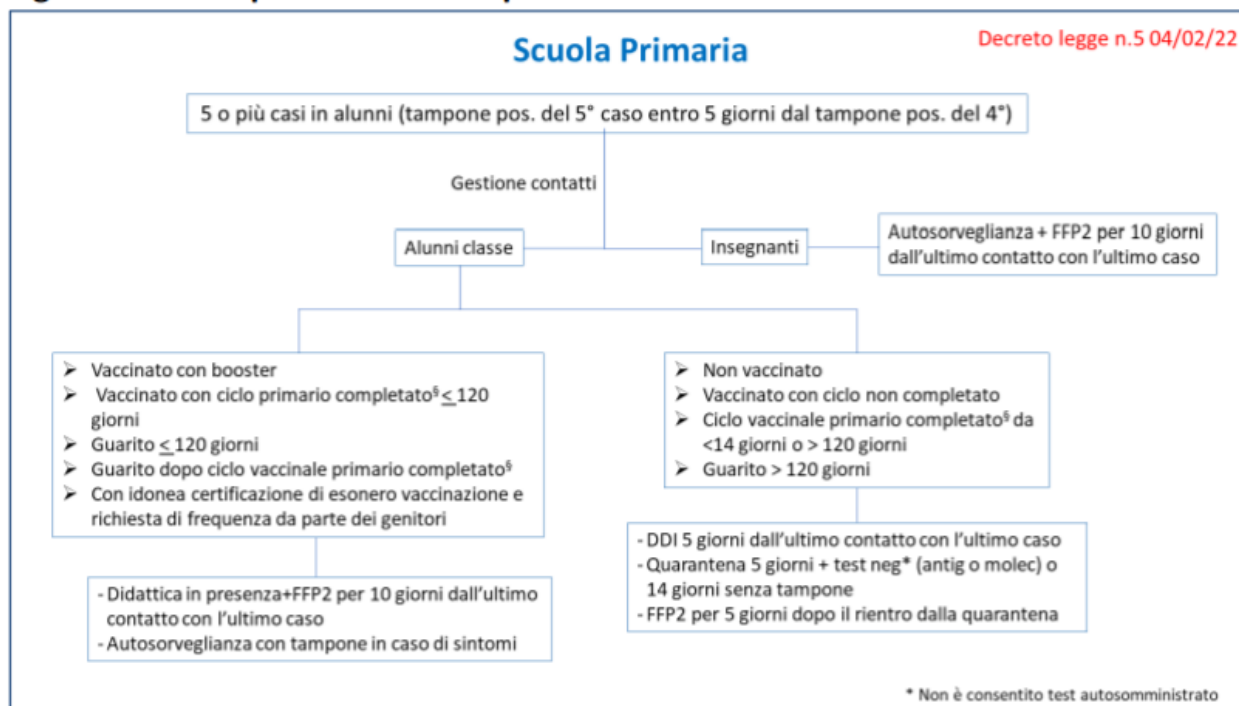 Scuola Primaria
Decreto legge n.5 04/02/22
5 o più casi in alunni (tampone pos. del 5° caso entro 5 giorni dal tampone pos. del 4°)
Gestione contatti
Alunni classe
Insegnanti
Autosorveglianza + FFP2 per 10 giorni
dall'ultimo contatto con l'ultimo caso
➢ Vaccinato con booster
➢ Vaccinato con ciclo primario completato§ ≤ 120
giorni
➢ Guarito ≤ 120 giorni
➢ Guarito dopo ciclo vaccinale primario completato§
➢ Con idonea certificazione di esonero vaccinazione e
richiesta di frequenza da parte dei genitori
- Didattica in presenza+FFP2 per 10 giorni dall'ultimo
contatto con l'ultimo caso
- Autosorveglianza con tampone in caso di sintomi
➢ Non vaccinato
➢ Vaccinato con ciclo non completato
➢ Ciclo vaccinale primario completato§ da
<14 giorni o > 120 giorni
➢ Guarito > 120 giorni
- DDI 5 giorni dall'ultimo contatto con l'ultimo caso
- Quarantena 5 giorni + test neg* (antig o molec) o
14 giorni senza tampone
- FFP2 per 5 giorni dopo il rientro dalla quarantena
* Non è consentito test autosomministrato